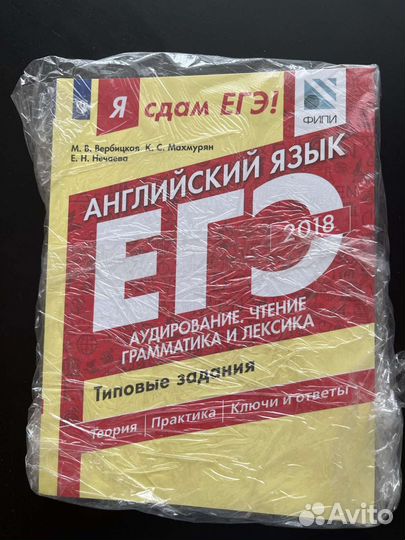 Я сдам ЕГЭ!
ФИПИ
М. В. Вербицкая К. С. Махмурян
Е. Н. Нечаева
АНГЛИЙСКИЙ ЯЗЫК
ЕГЭ
2018
АУДИРОВАНИЕ. ЧТЕНИЕ
ГРАММАТИКА И ЛЕКСИКА
Типовые задания
Теория Практика Ключи и ответы
Avito